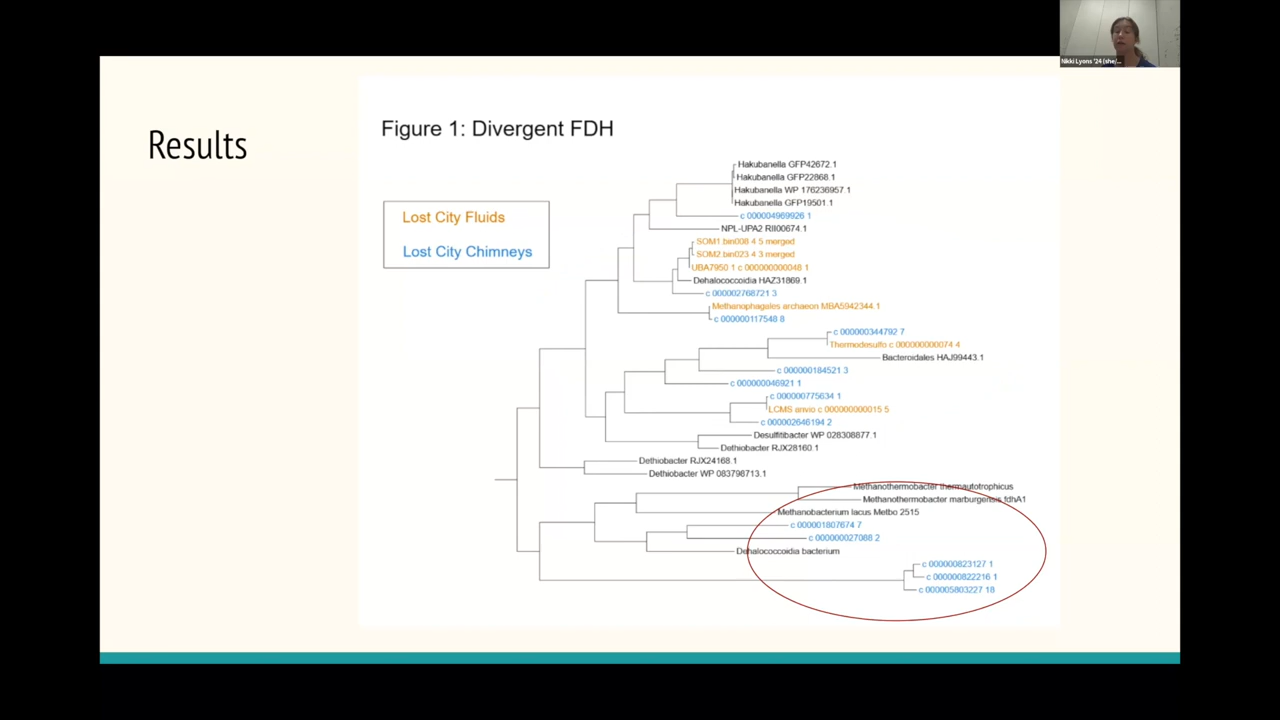 Nikki Lyons '24 (she/...
Results
Figure 1: Divergent FDH
Lost City Fluids
Lost City Chimneys
Hakubanella GFP42672.1
Hakubanella GFP22868.1
Hakubanella WP 176236957.1
Hakubanella GFP19501.1
c 000004969926 1
NPL-UPA2 RII00674.1
SOM1.bin008 4 5 merged
SOM2.bin023 4 3 merged
UBA7950 1 c 000000000048 1
Dehalococcoidia HAZ31869.1
c 000002768721 3
Methanophagales archaeon MBA5942344.1
c 000000117548 8
c 000000344792 7
Thermodesulfo c 000000000074 4
Bacteroidales HAJ99443.1
c 000000184521 3
c 000000046921 1
c 000000775634 1
LCMS anvio c 000000000015 5
c 000002646194 2
Desulfitibacter WP 028308877.1
Dethiobacter RJX28160.1
Dethiobacter RJX24168.1
Dethiobacter WP 083798713.1
Methanothermobacter thermautotrophicus
Methanothermobacter marburgensis fdhA1
Methanobacterium lacus Metbo 2515
c 000001807674 7
c 000000027088 2
Dehalococcoidia bacterium
c 000000823127 1
c 000000822216 1
c 000005803227 18